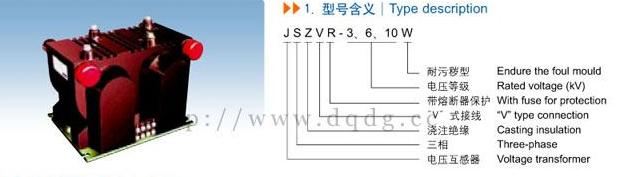 1. 型号含义 Type description
J S Z V R - 3、6、10 W
耐污秽型 Endure the foul mould
电压等级 Rated voltage (kV)
带熔断器保护 With fuse for protection
"V"式接线 "V" type connection
浇注绝缘 Casting insulation
三相 Three-phase
电压互感器 Voltage transformer
http://www.dqdg.co